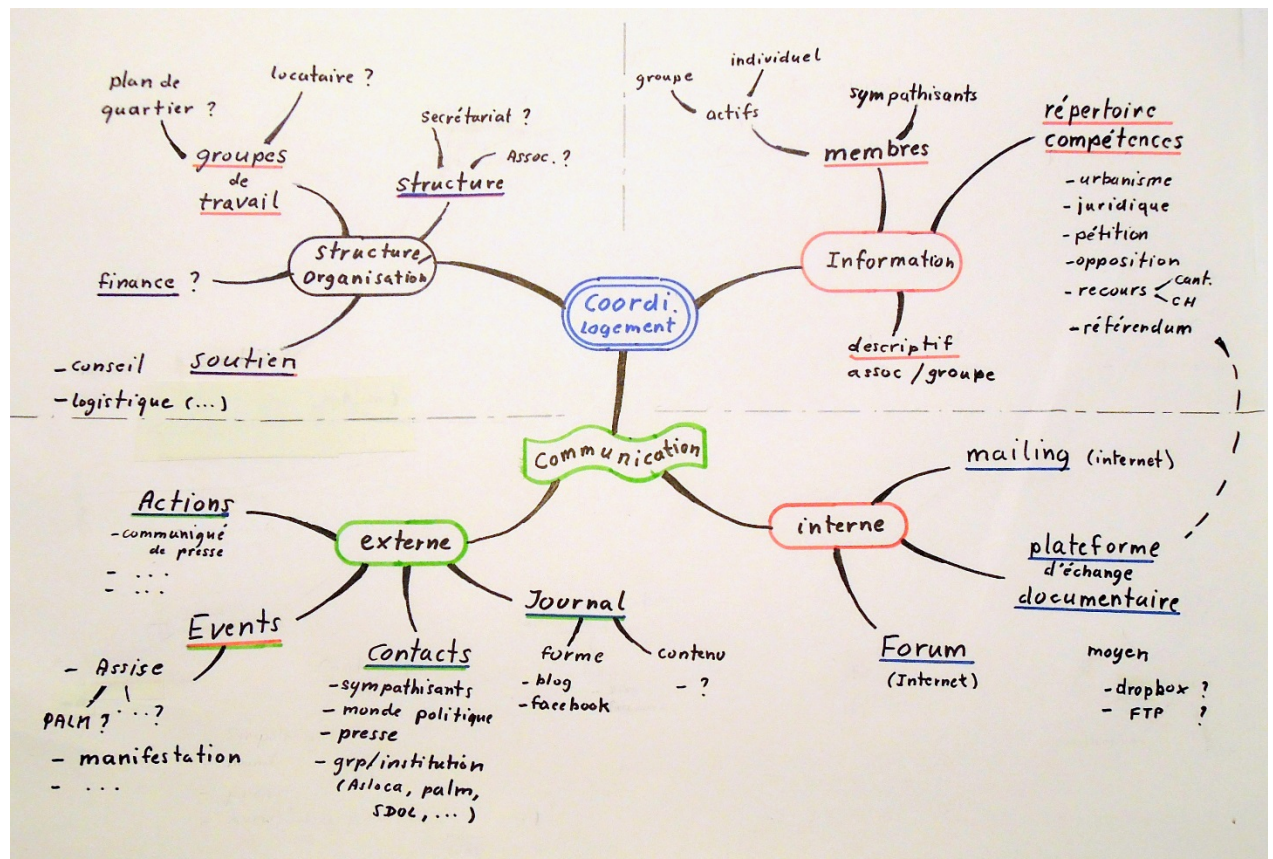 plan de
quartier ?
locataire ?
groupes
de
travail
Secrétariat ?
Assoc. ?
structure
Structure/
Organisation
finance ?
soutien
- conseil
- logistique (...)
Coordi.
logement
groupe
individuel
actifs
sympathisants
membres
répertoire
compétences
- urbanisme
- juridique
- pétition
- opposition
- recours
cant.
CH
- référendum
Information
descriptif
assoc / groupe
Communication
Actions
- communiqué
de presse
- ...
- ...
externe
Events
- Assise
PALM ?
...?
- manifestation
- ...
Contacts
- sympathisants
- monde politique
- presse
- grp/institution
(Asloca, palm,
SDOL, ...)
Journal
forme
- blog
- facebook
contenu
- ?
interne
mailing (internet)
plateforme
d'échange
documentaire
Forum
(Internet)
moyen
- dropbox ?
- FTP ?